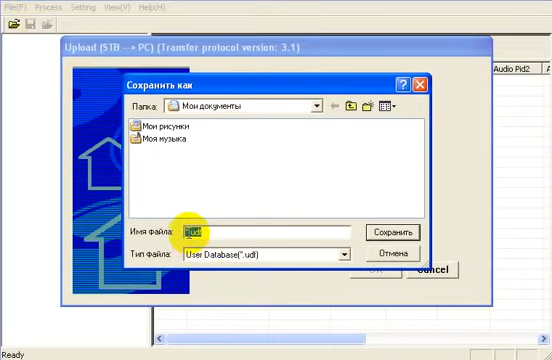 File(F) Process Setting View(V) Help(H)
Upload (STB --> PC) (Transfer protocol version: 3.1)
Audio Pid2
Сохранить как
Папка: Мои документы
Мои рисунки
Моя музыка
Имя файла: *.udf
Сохранить
Тип файла: User Database(*.udf)
Отмена
Cancel
Ready